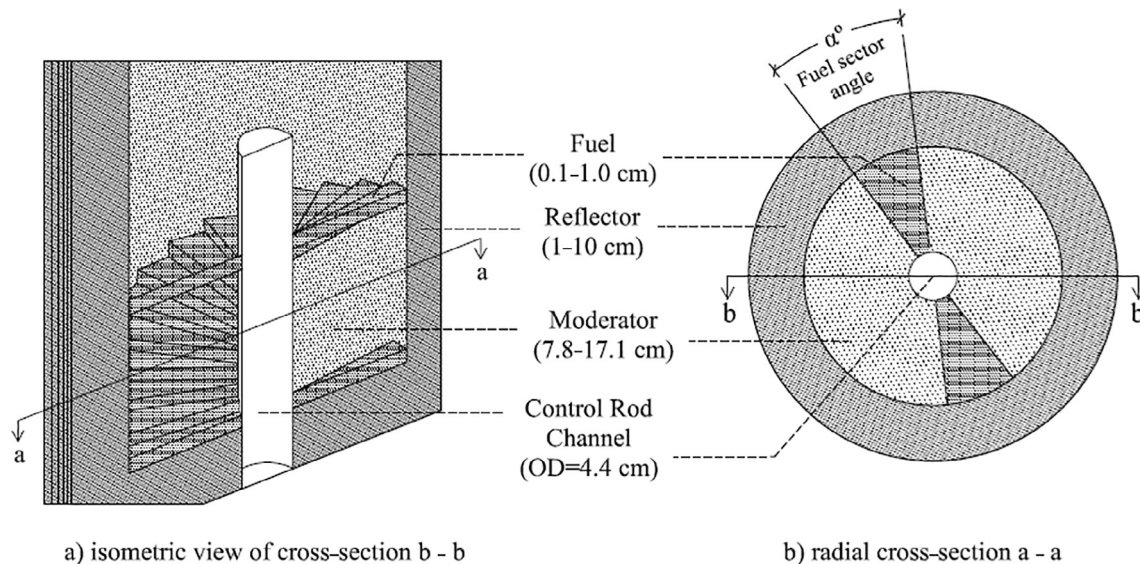 α°
Fuel sector
angle
Fuel
(0.1-1.0 cm)
Reflector
(1-10 cm)
a
a
b
b
Moderator
(7.8-17.1 cm)
Control Rod
Channel
(OD=4.4 cm)
a) isometric view of cross-section b - b
b) radial cross-section a - a